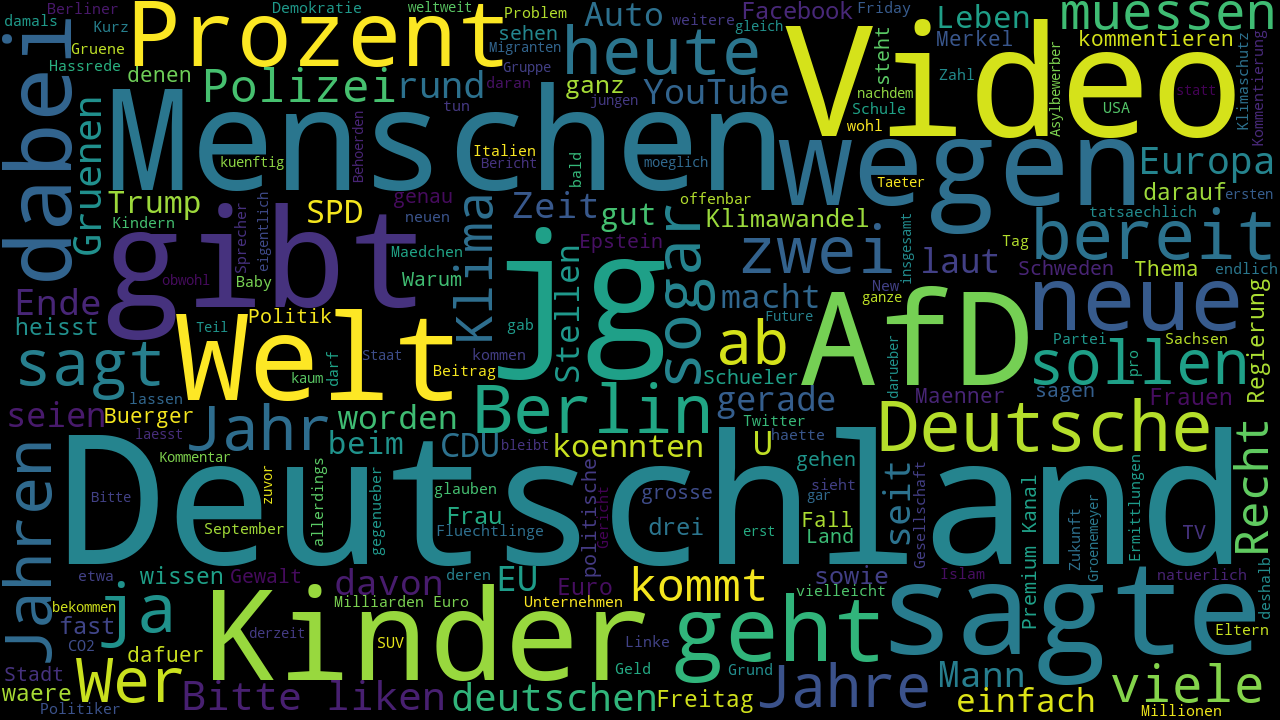 damals Berliner Demokratie weltweit Problem Auto weitere Facebook Friday Leben muessen
Kurz Prozent sehen gleich
Gruene Migranten heute Video steht Merkel kommentieren
Hassrede denen Polizei rund daran Gruppe ganz YouTube nachdem Zahl Asylbewerber Klimaschutz Kommentierung statt
dabei Gruenen tun jungen Schule USA
Menschen wohl
kuenftig Behoerden Italien Bericht bald moeglich wegen Europa
Taeter darauf ersten
Trump SPD genau Zeit gut offenbar Klimawandel tatsaechlich
Kindern Sprecher eigentlich neuen Klima Epstein sogar zwei insgesamt Tag bereit
gibt Maedchen jg laut Schweden Thema endlich
obwohl Baby Warum Stellen macht New ganze neue Regierung
Ende Politik gab Future AfD
heisst Teil Staat kommen ab darueber Partei Sachsen
sagt Welt kaum darf Beitrag Schueler sollen pro
lassen Berlin gerade Maenner sagen Frauen
seien Buerger Jahr worden Twitter Deutsche
laesst beim CDU bleibt koennten U haette Recht
Jahren Kommentar zuvor allerdings gegenueber glauben politische Gericht gehen seit Gesellschaft Ermittlungen
Bitte Deutschland grosse sieht gar Premium Kanal
September Frau Fluechtlinge drei erst Fall Land Zukunft Groenemeyer TV
etwa wissen Gewalt davon deren EU Euro sowie Islam natuerlich deshalb
bekommen ja Milliarden Euro Unternehmen kommt vielleicht
fast derzeit Kinder geht sagte Eltern
CO2 SUV Linke
Stadt dafuer Geld Grund Mann
waere Wer Bitte liken deutschen Freitag Jahre einfach viele
Politiker Millionen